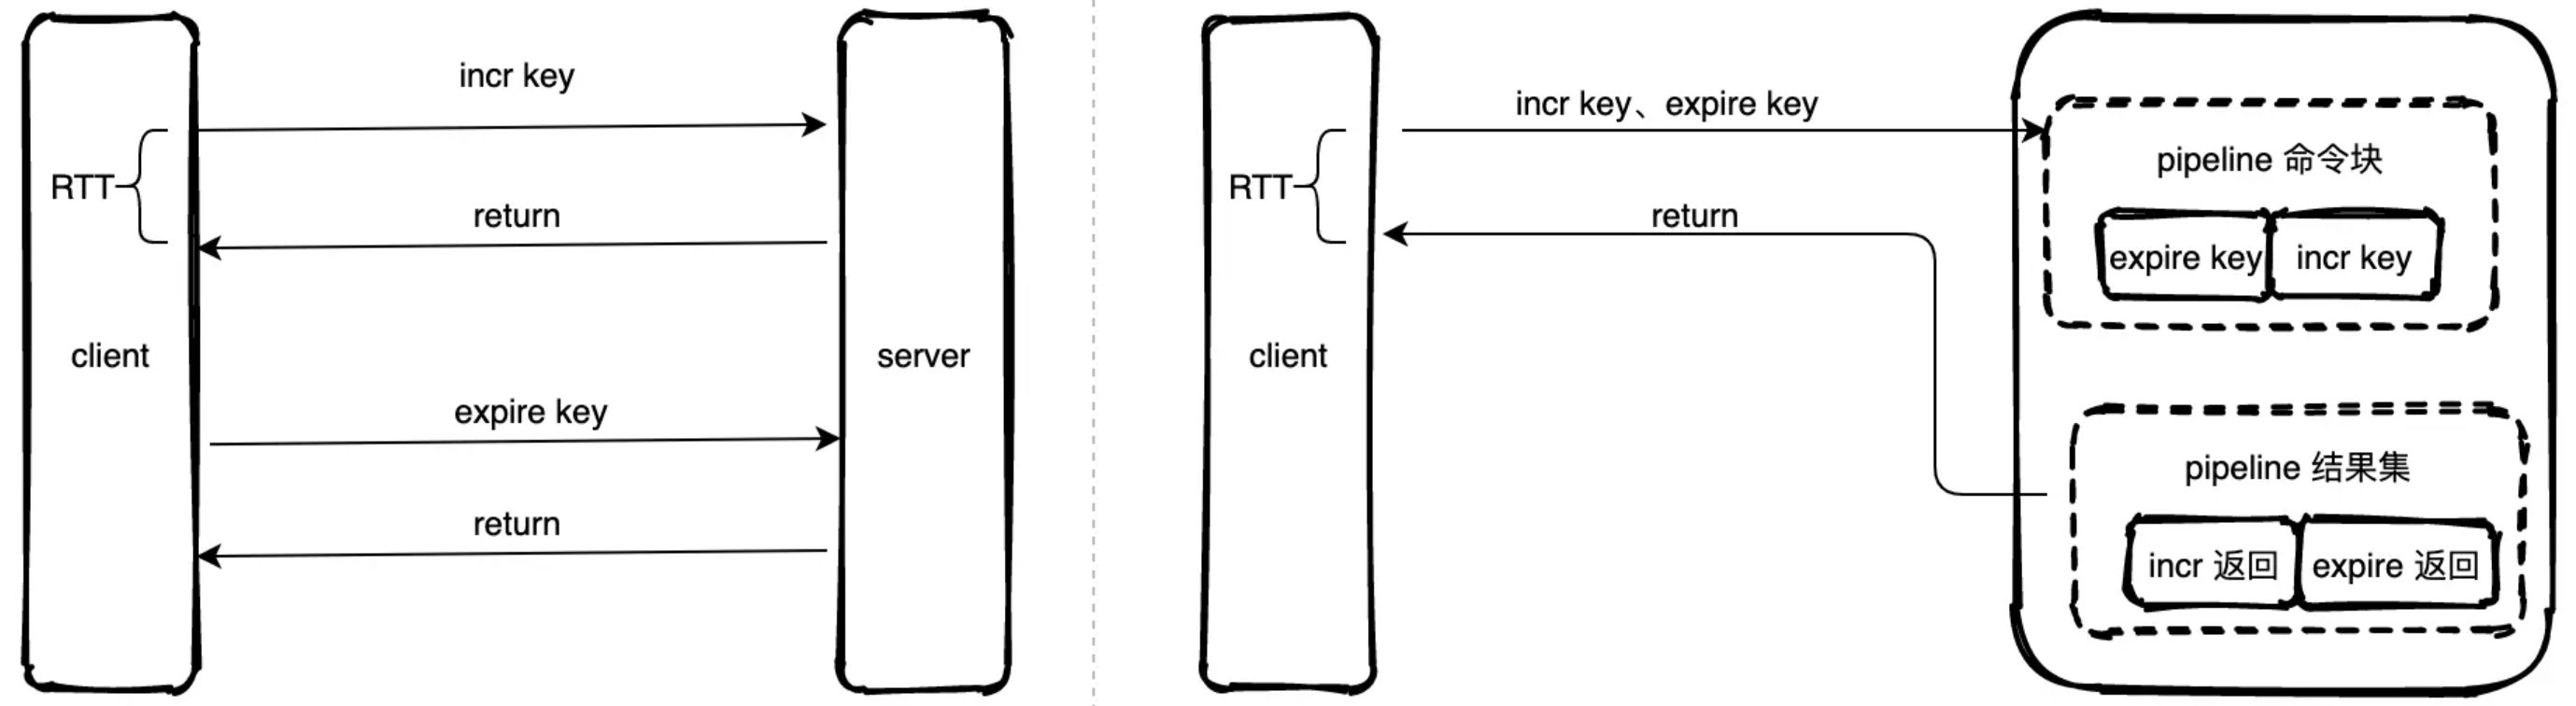 incr key
RTT
return
client
server
expire key
return
incr key、expire key
RTT
return
client
pipeline 命令块
expire key
incr key
pipeline 结果集
incr 返回
expire 返回